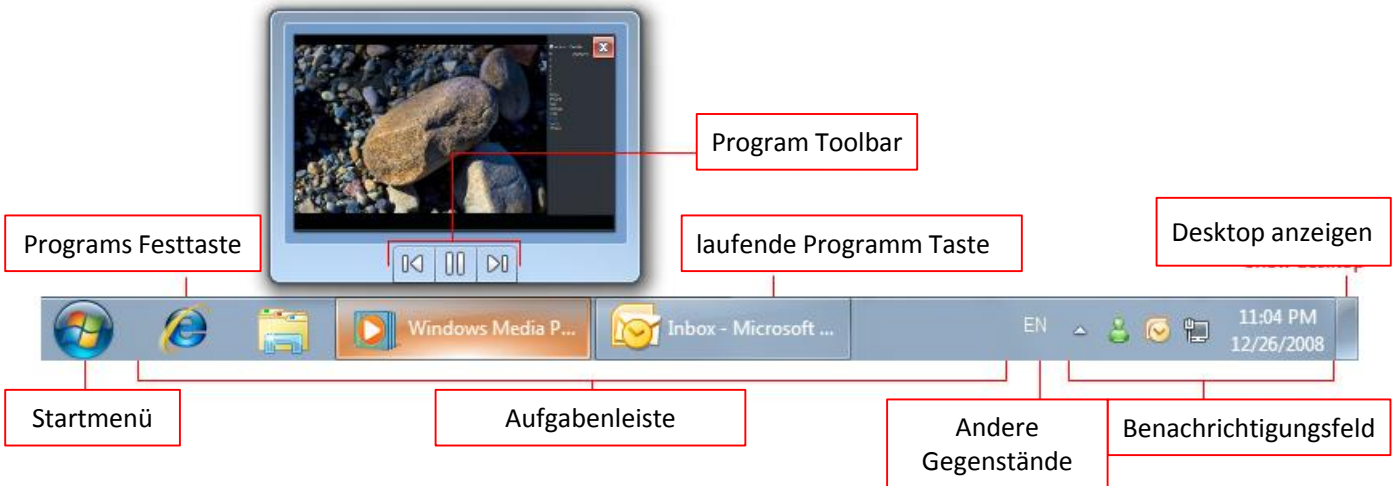 Program Toolbar
Programs Festtaste
laufende Programm Taste
Desktop anzeigen
Windows Media P...
Inbox - Microsoft ...
EN
11:04 PM
12/26/2008
Startmenü
Aufgabenleiste
Andere
Gegenstände
Benachrichtigungsfeld